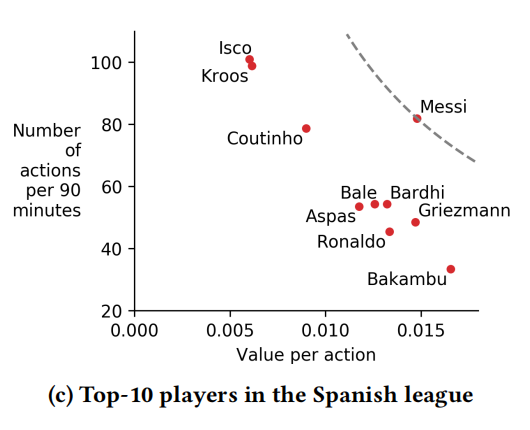 Number
of
actions
per 90
minutes
100
80
60
40
20
Isco
Kroos
Messi
Coutinho
Bale Bardhi
Aspas
Griezmann
Ronaldo
Bakambu
0.000 0.005 0.010 0.015
Value per action
(c) Top-10 players in the Spanish league